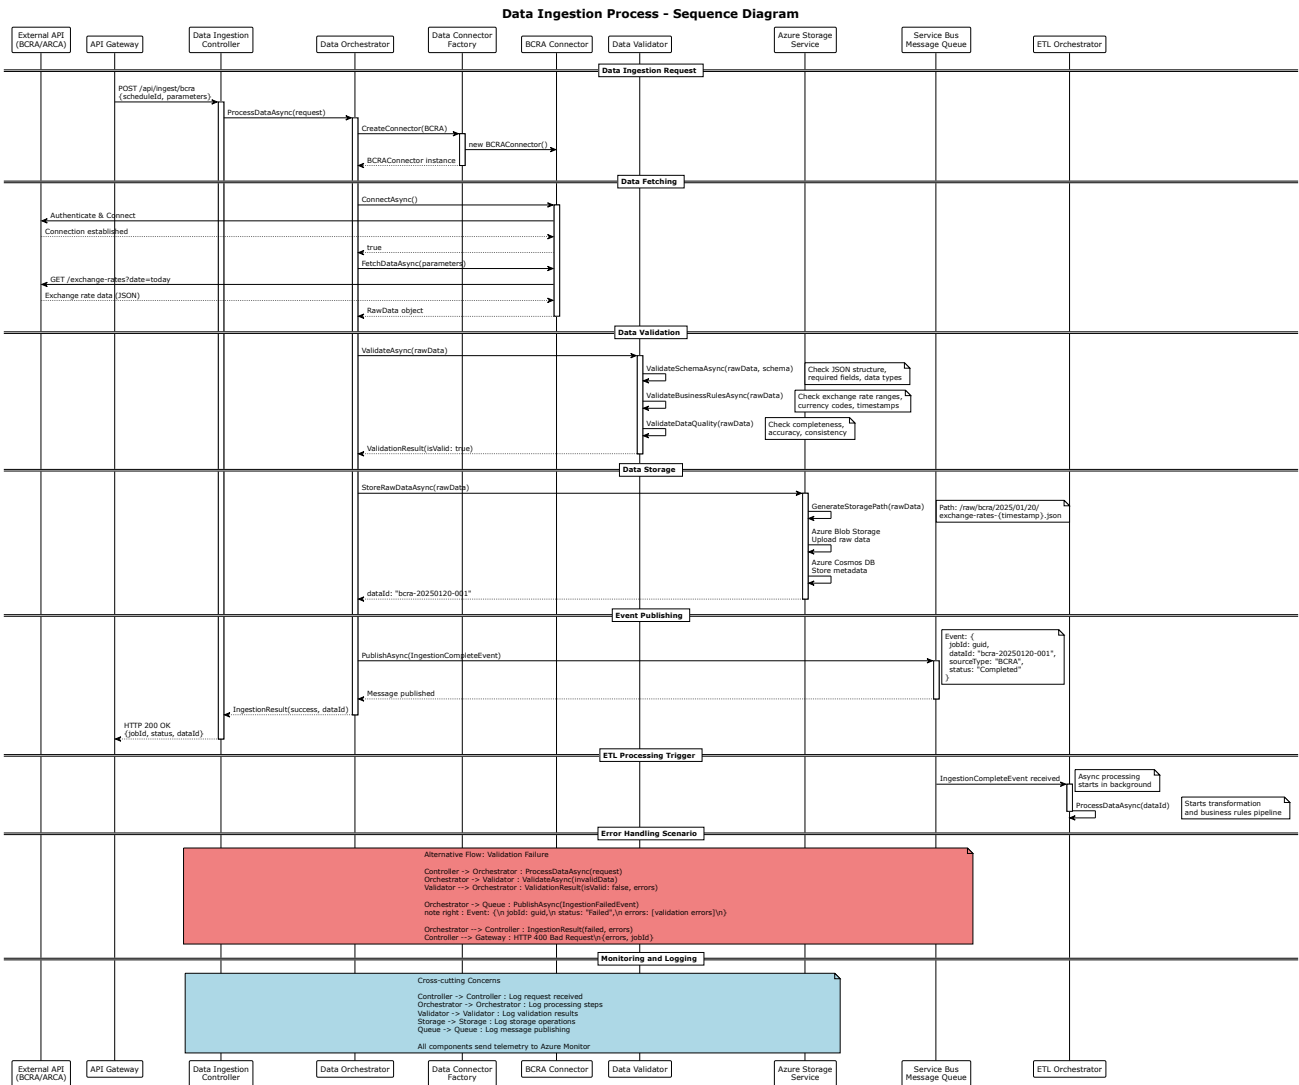 Data Ingestion Process - Sequence Diagram
External API
(BCRA/ARCA)
API Gateway
Data Ingestion
Controller
Data Orchestrator
Data Connector
Factory
BCRA Connector
Data Validator
Azure Storage
Service
Service Bus
Message Queue
ETL Orchestrator
Data Ingestion Request
POST /api/ingest/bcra
{scheduleId, parameters}
ProcessDataAsync(request)
CreateConnector(BCRA)
new BCRAConnector()
BCRAConnector instance
Data Fetching
ConnectAsync()
Authenticate & Connect
Connection established
true
FetchDataAsync(parameters)
GET /exchange-rates?date=today
Exchange rate data (JSON)
RawData object
Data Validation
ValidateAsync(rawData)
ValidateSchemaAsync(rawData, schema)
Check JSON structure,
required fields, data types
ValidateBusinessRulesAsync(rawData)
Check exchange rate ranges,
currency codes, timestamps
ValidateDataQuality(rawData)
Check completeness,
accuracy, consistency
ValidationResult(isValid: true)
Data Storage
StoreRawDataAsync(rawData)
GenerateStoragePath(rawData)
Path: /raw/bcra/2025/01/20/
exchange-rates-{timestamp}.json
Azure Blob Storage
Upload raw data
Azure Cosmos DB
Store metadata
dataId: "bcra-20250120-001"
Event Publishing
PublishAsync(IngestionCompleteEvent)
Event: {
jobId: guid,
dataId: "bcra-20250120-001",
sourceType: "BCRA",
status: "Completed"
}
Message published
IngestionResult(success, dataId)
HTTP 200 OK
{jobId, status, dataId}
ETL Processing Trigger
IngestionCompleteEvent received
Async processing
starts in background
ProcessDataAsync(dataId)
Starts transformation
and business rules pipeline
Error Handling Scenario
Alternative Flow: Validation Failure
Controller -> Orchestrator : ProcessDataAsync(request)
Orchestrator -> Validator : ValidateAsync(invalidData)
Validator --> Orchestrator : ValidationResult(isValid: false, errors)
Orchestrator -> Queue : PublishAsync(IngestionFailedEvent)
note right : Event: {\n jobId: guid,\n status: "Failed",\n errors: [validation errors]\n}
Orchestrator --> Controller : IngestionResult(failed, errors)
Controller --> Gateway : HTTP 400 Bad Request\n{errors, jobId}
Monitoring and Logging
Cross-cutting Concerns
Controller -> Controller : Log request received
Orchestrator -> Orchestrator : Log processing steps
Validator -> Validator : Log validation results
Storage -> Storage : Log storage operations
Queue -> Queue : Log message publishing
All components send telemetry to Azure Monitor
External API
(BCRA/ARCA)
API Gateway
Data Ingestion
Controller
Data Orchestrator
Data Connector
Factory
BCRA Connector
Data Validator
Azure Storage
Service
Service Bus
Message Queue
ETL Orchestrator